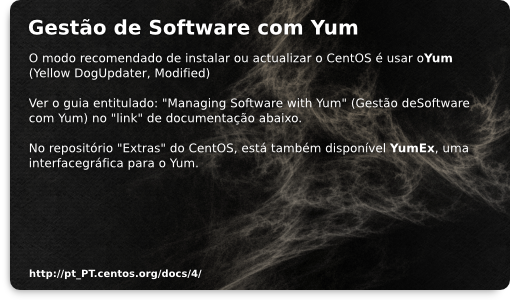 Gestão de Software com Yum
O modo recomendado de instalar ou actualizar o CentOS é usar oYum
(Yellow DogUpdater, Modified)
Ver o guia entitulado: "Managing Software with Yum" (Gestão deSoftware
com Yum) no "link" de documentação abaixo.
No repositório "Extras" do CentOS, está também disponível YumEx, uma
interfacegráfica para o Yum.
http://pt_PT.centos.org/docs/4/